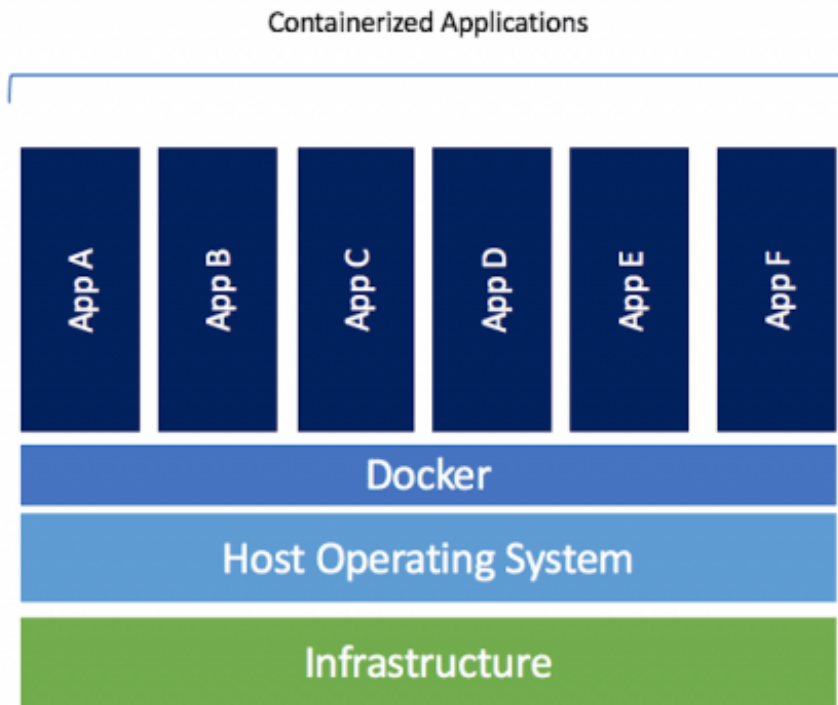 Containerized Applications
App A
App B
App C
App D
App E
App F
Docker
Host Operating System
Infrastructure